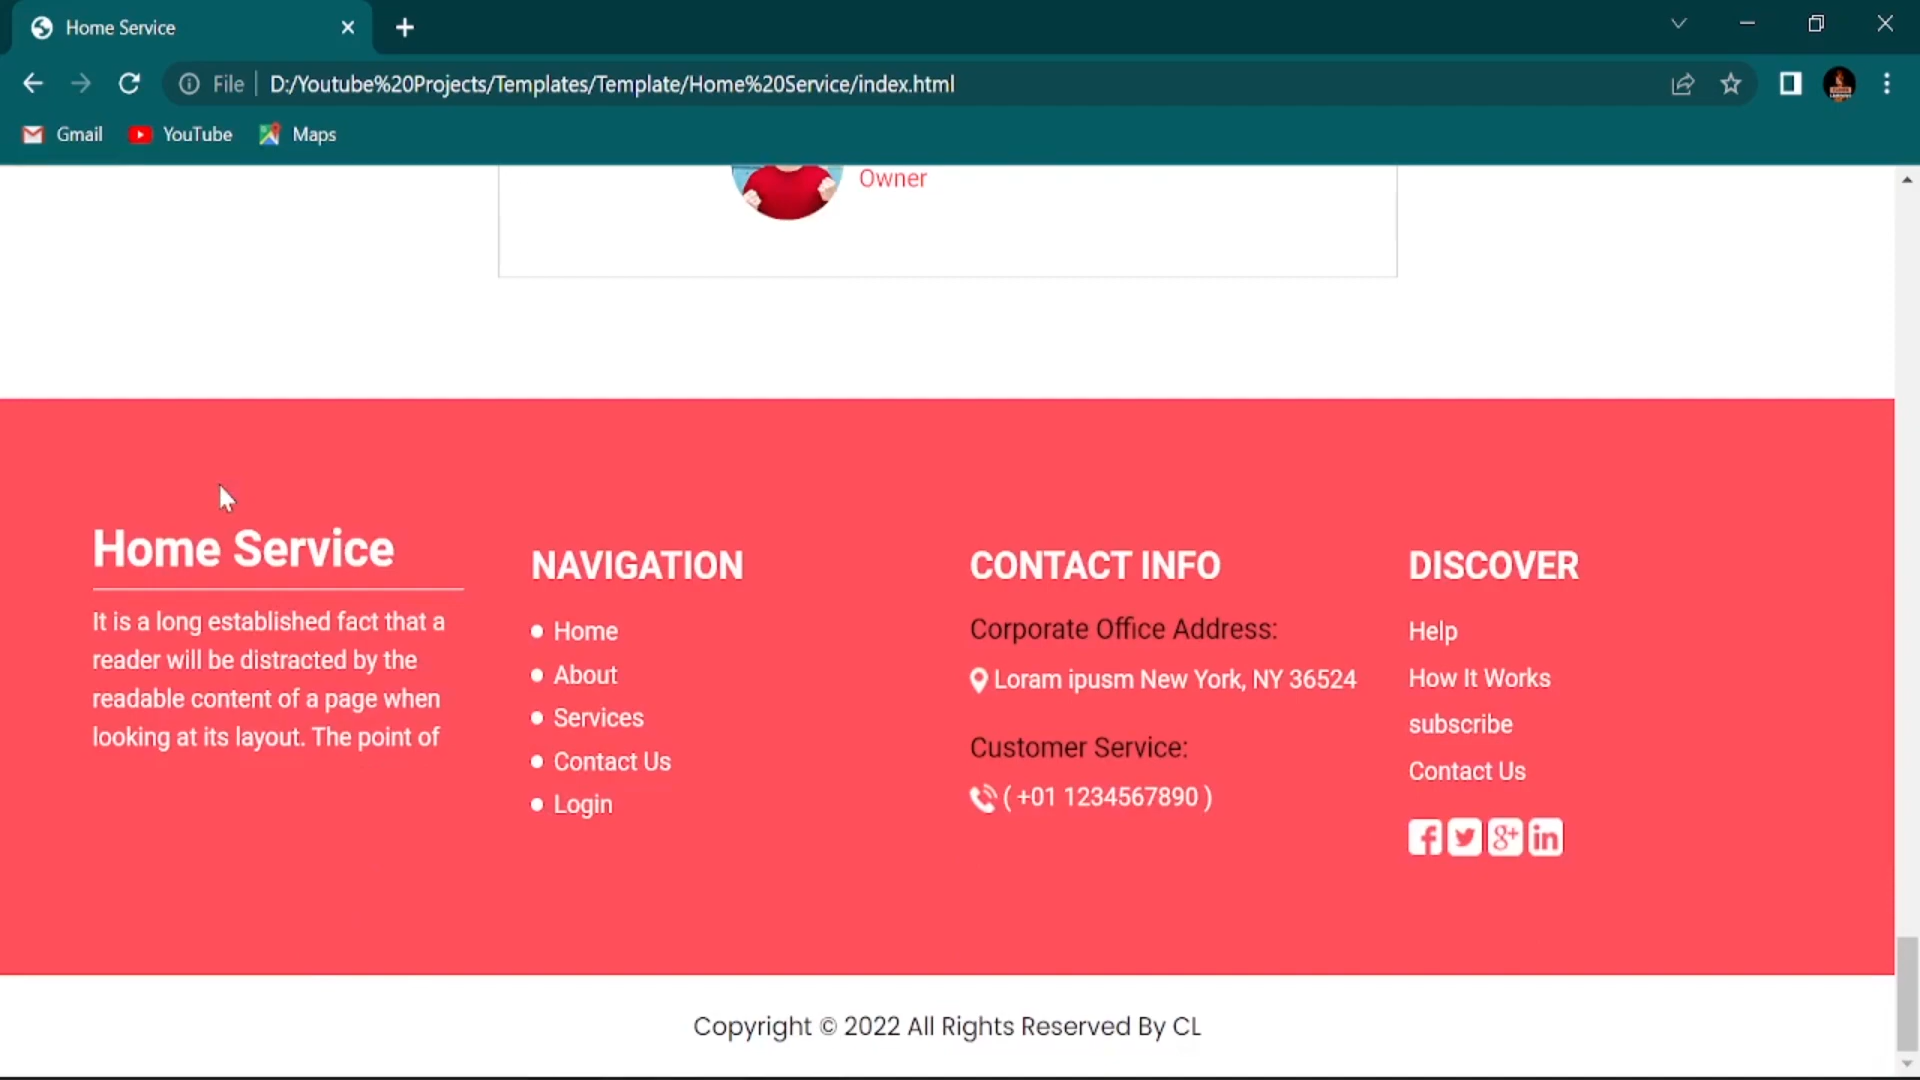 Home Service
File
D:/Youtube%20Projects/Templates/Template/Home%20Service/index.html
Gmail
YouTube
Maps
Owner
Home Service
It is a long established fact that a
reader will be distracted by the
readable content of a page when
looking at its layout. The point of
NAVIGATION
Home
About
Services
Contact Us
Login
CONTACT INFO
Corporate Office Address:
Loram ipusm New York, NY 36524
Customer Service:
( +01 1234567890 )
DISCOVER
Help
How It Works
subscribe
Contact Us
Copyright © 2022 All Rights Reserved By CL